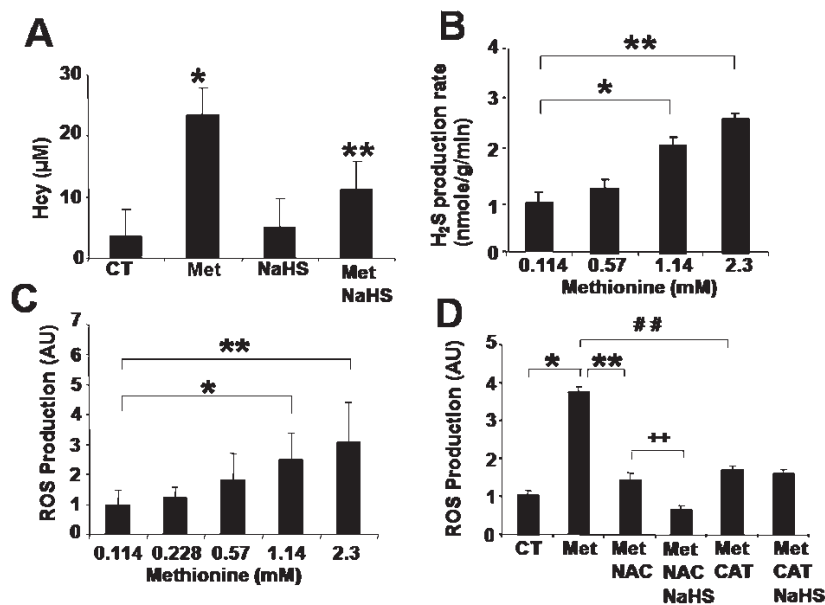 A
Hcy (µM)
30
20
10
0
*
**
CT Met NaHS Met
NaHS
B
H₂S production rate
(nmole/g/min)
4
3
2
1
0
**
*
0.114 0.57 1.14 2.3
Methionine (mM)
C
ROS Production (AU)
7
6
5
4
3
2
1
0
**
*
0.114 0.228 0.57 1.14 2.3
Methionine (mM)
D
ROS Production (AU)
5
4
3
2
1
0
##
* **
++
CT Met Met Met Met Met
NAC NAC CAT CAT
NaHS NaHS